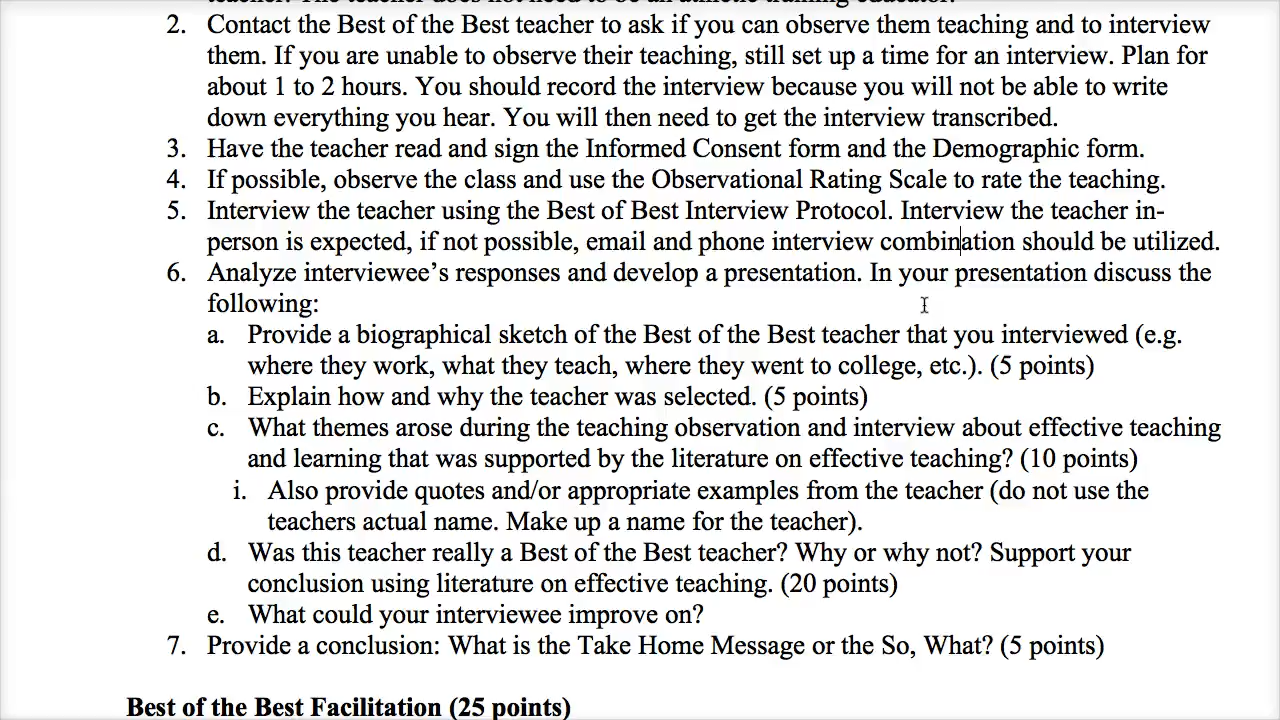 teacher. The teacher does not need to be an athletic training educator.
2. Contact the Best of the Best teacher to ask if you can observe them teaching and to interview
them. If you are unable to observe their teaching, still set up a time for an interview. Plan for
about 1 to 2 hours. You should record the interview because you will not be able to write
down everything you hear. You will then need to get the interview transcribed.
3. Have the teacher read and sign the Informed Consent form and the Demographic form.
4. If possible, observe the class and use the Observational Rating Scale to rate the teaching.
5. Interview the teacher using the Best of Best Interview Protocol. Interview the teacher in-
person is expected, if not possible, email and phone interview combination should be utilized.
6. Analyze interviewee’s responses and develop a presentation. In your presentation discuss the
following:
a. Provide a biographical sketch of the Best of the Best teacher that you interviewed (e.g.
where they work, what they teach, where they went to college, etc.). (5 points)
b. Explain how and why the teacher was selected. (5 points)
c. What themes arose during the teaching observation and interview about effective teaching
and learning that was supported by the literature on effective teaching? (10 points)
i. Also provide quotes and/or appropriate examples from the teacher (do not use the
teachers actual name. Make up a name for the teacher).
d. Was this teacher really a Best of the Best teacher? Why or why not? Support your
conclusion using literature on effective teaching. (20 points)
e. What could your interviewee improve on?
7. Provide a conclusion: What is the Take Home Message or the So, What? (5 points)
Best of the Best Facilitation (25 points)